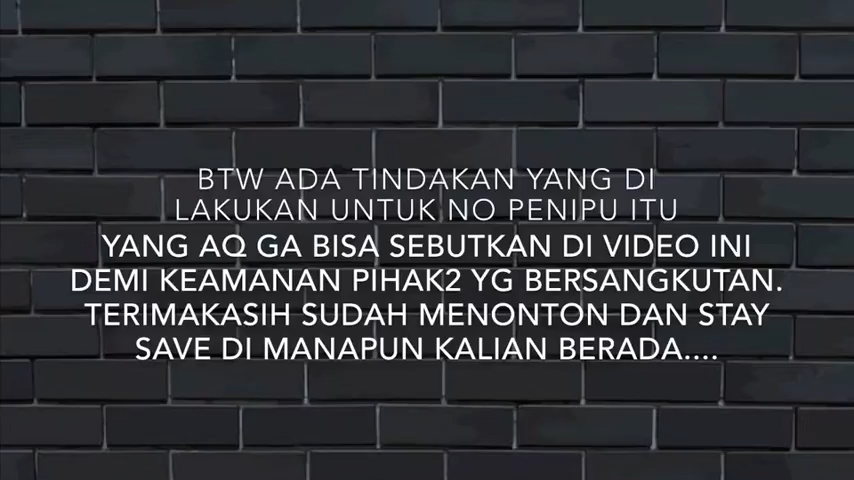 BTW ADA TINDAKAN YANG DI
LAKUKAN UNTUK NO PENIPU ITU
YANG AQ GA BISA SEBUTKAN DI VIDEO INI
DEMI KEAMANAN PIHAK2 YG BERSANGKUTAN.
TERIMAKASIH SUDAH MENONTON DAN STAY
SAVE DI MANAPUN KALIAN BERADA....